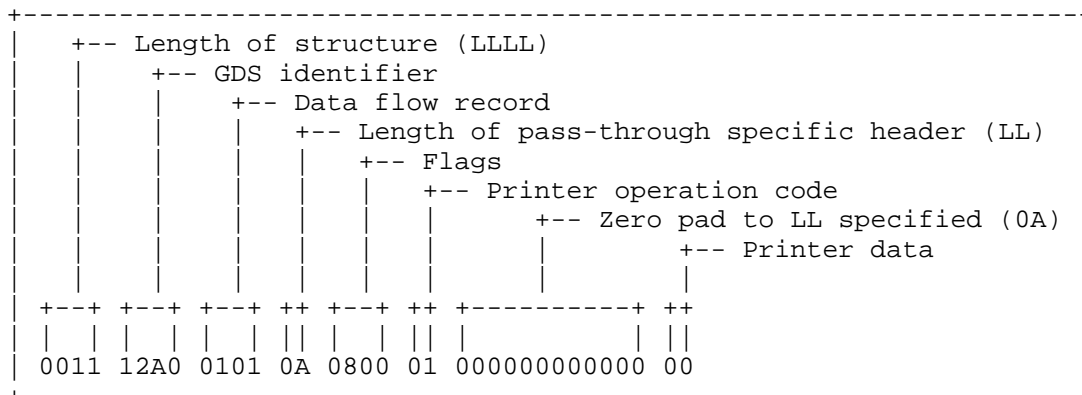 +-------------------------------------------------------------------
|   +-- Length of structure (LLLL)
|   |    +-- GDS identifier
|   |    |    +-- Data flow record
|   |    |    |   +-- Length of pass-through specific header (LL)
|   |    |    |   |   +-- Flags
|   |    |    |   |   |   +-- Printer operation code
|   |    |    |   |   |   |      +-- Zero pad to LL specified (0A)
|   |    |    |   |   |   |      |        +-- Printer data
|   |    |    |   |   |   |      |        |
| +--+ +--+ +--+ ++ +--+ ++ +----------+ ++
| |  | |  | |  | || |  | || |          | ||
| 0011 12A0 0101 0A 0800 01 000000000000 00